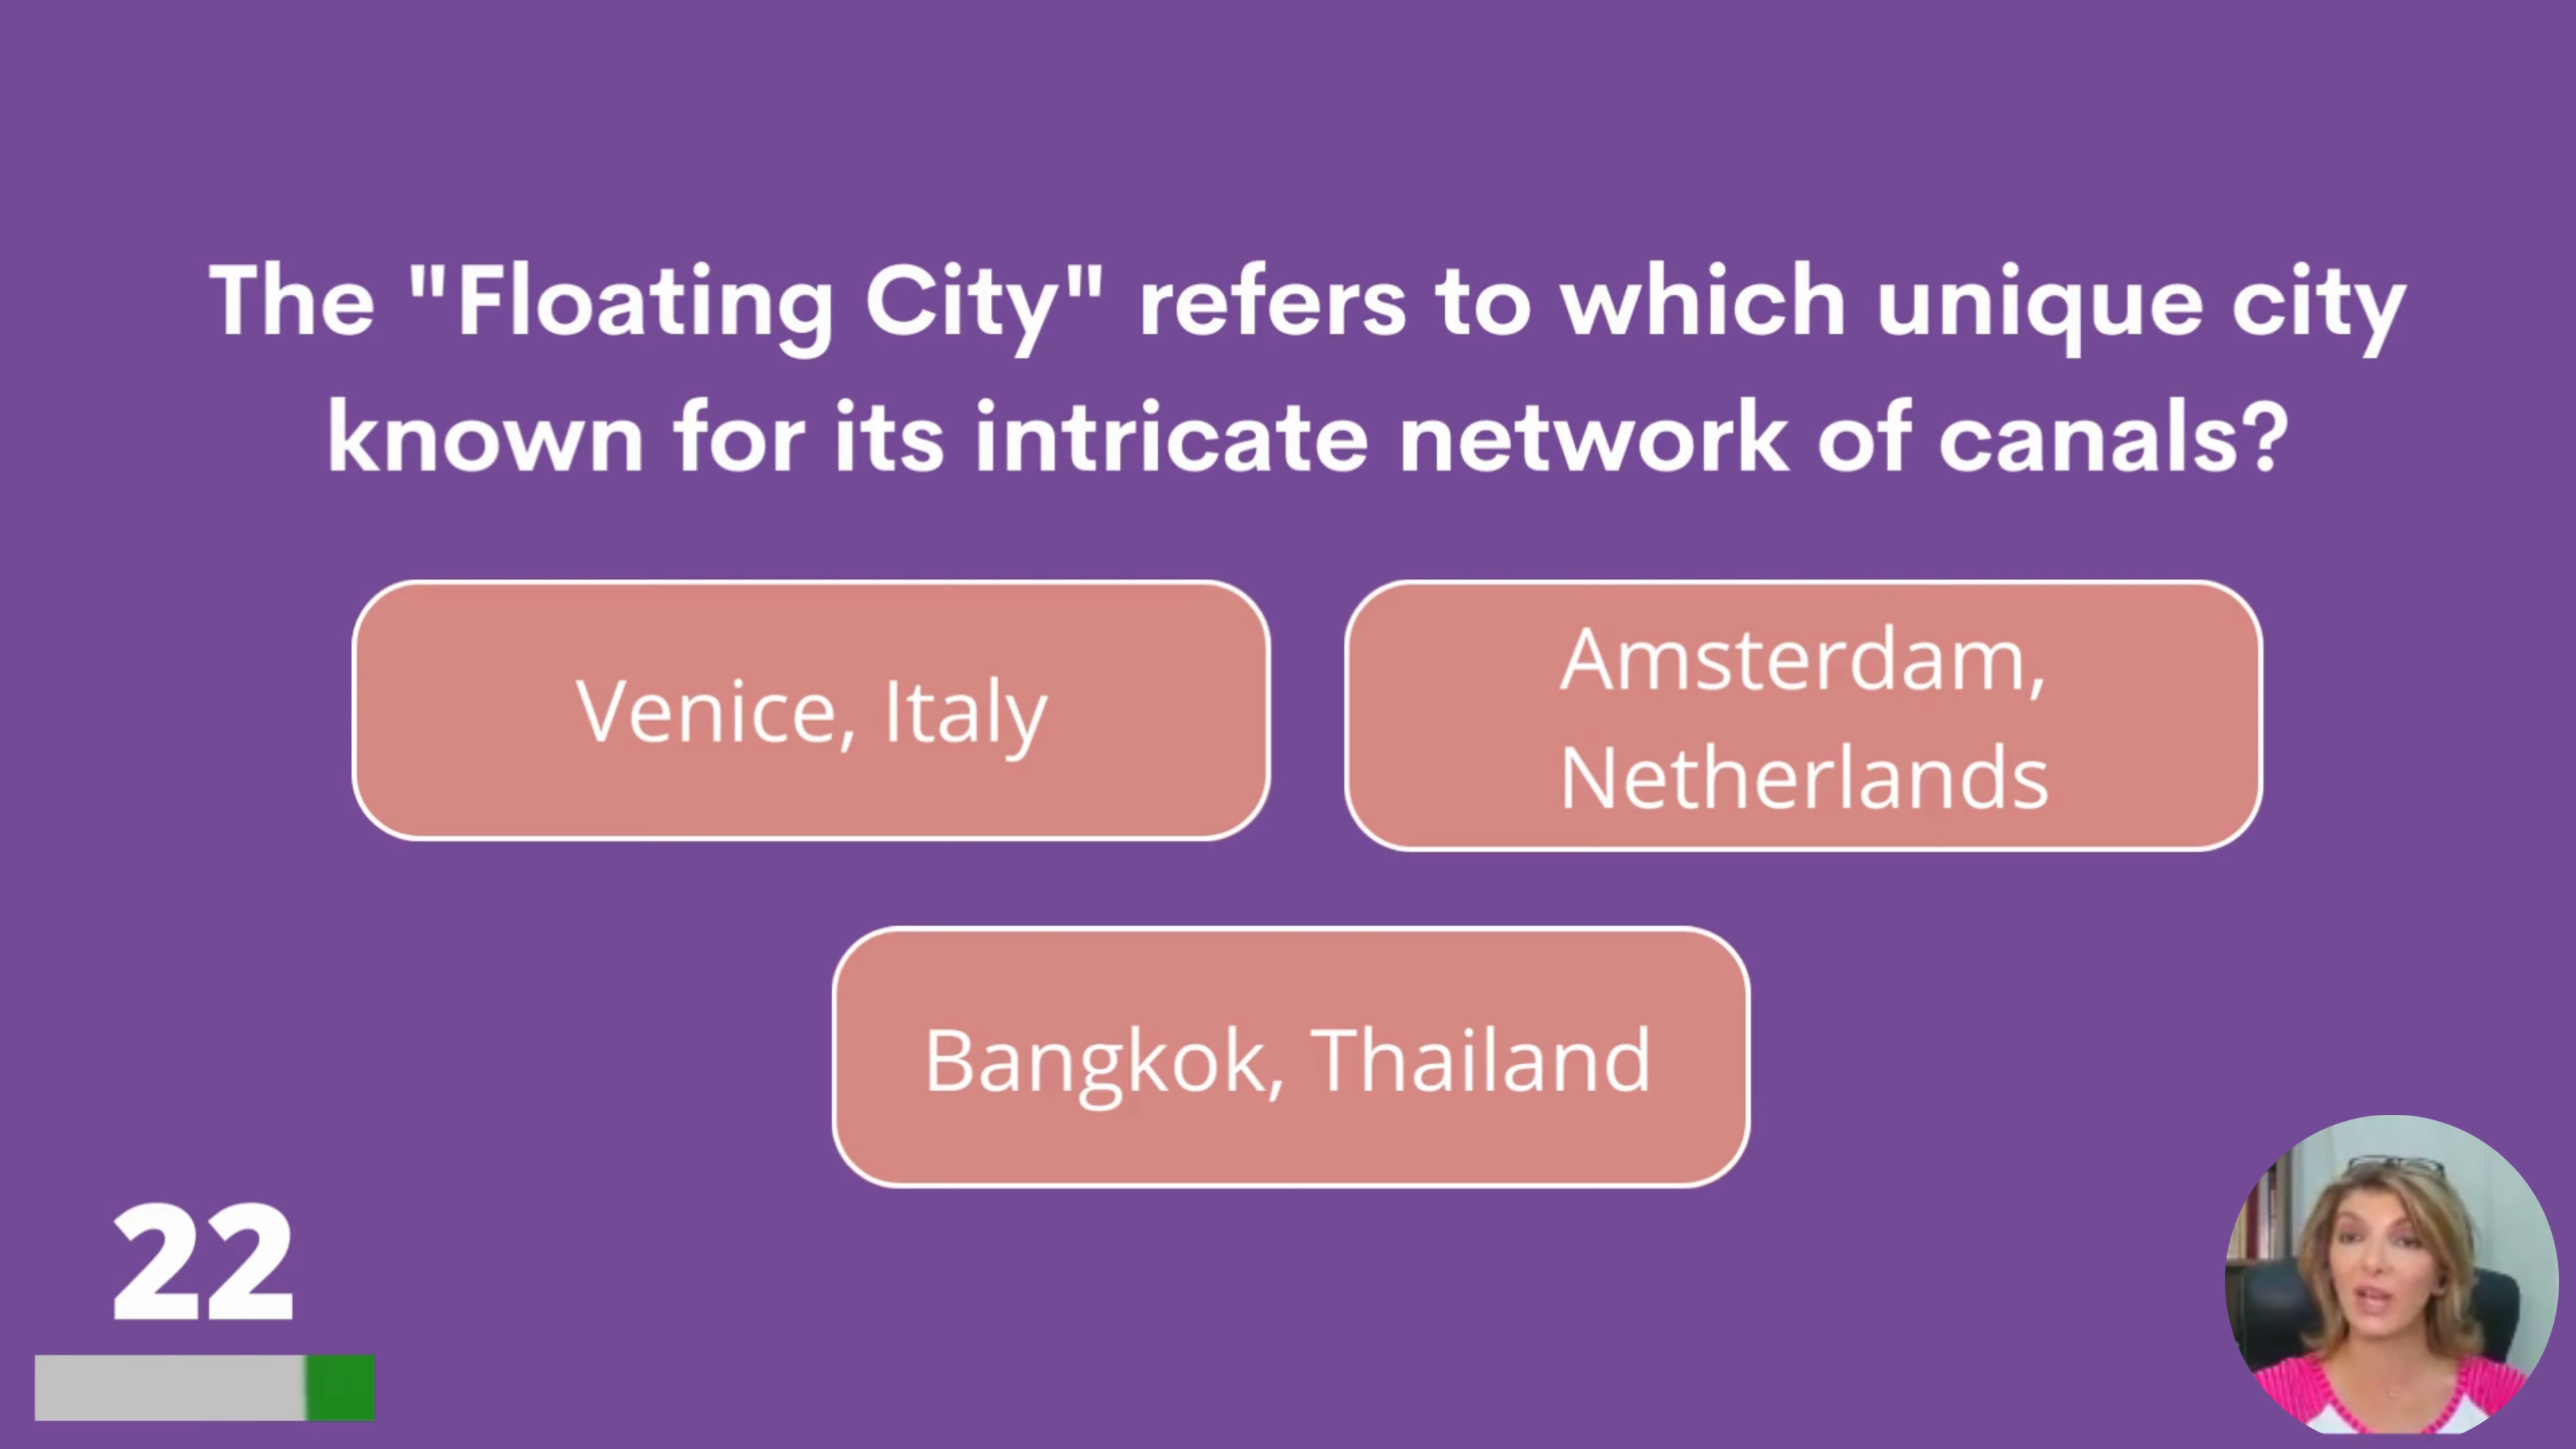 The "Floating City" refers to which unique city
known for its intricate network of canals?
Venice, Italy
Amsterdam,
Netherlands
Bangkok, Thailand
22